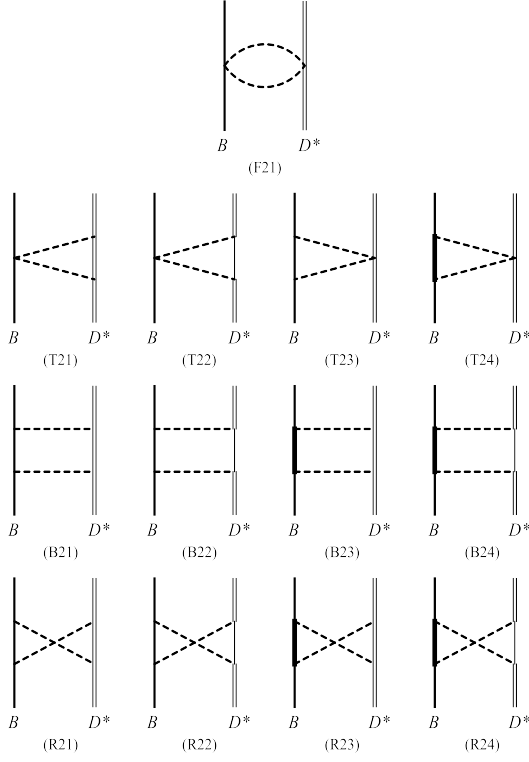 B D*
(F21)
B D* B D* B D* B D*
(T21) (T22) (T23) (T24)
B D* B D* B D* B D*
(B21) (B22) (B23) (B24)
B D* B D* B D* B D*
(R21) (R22) (R23) (R24)